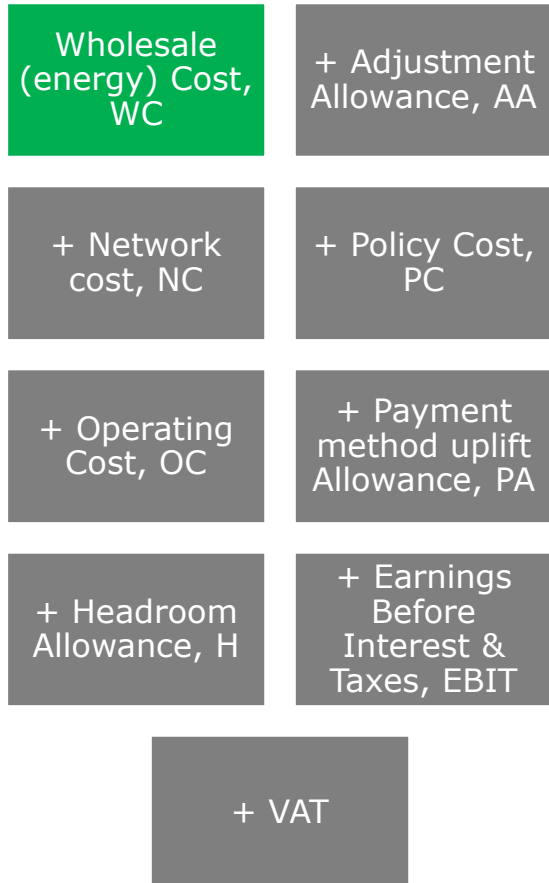 Wholesale
(energy) Cost,
WC
+ Adjustment
Allowance, AA
+ Network
cost, NC
+ Policy Cost,
PC
+ Operating
Cost, OC
+ Payment
method uplift
Allowance, PA
+ Headroom
Allowance, H
+ Earnings
Before
Interest &
Taxes, EBIT
+ VAT